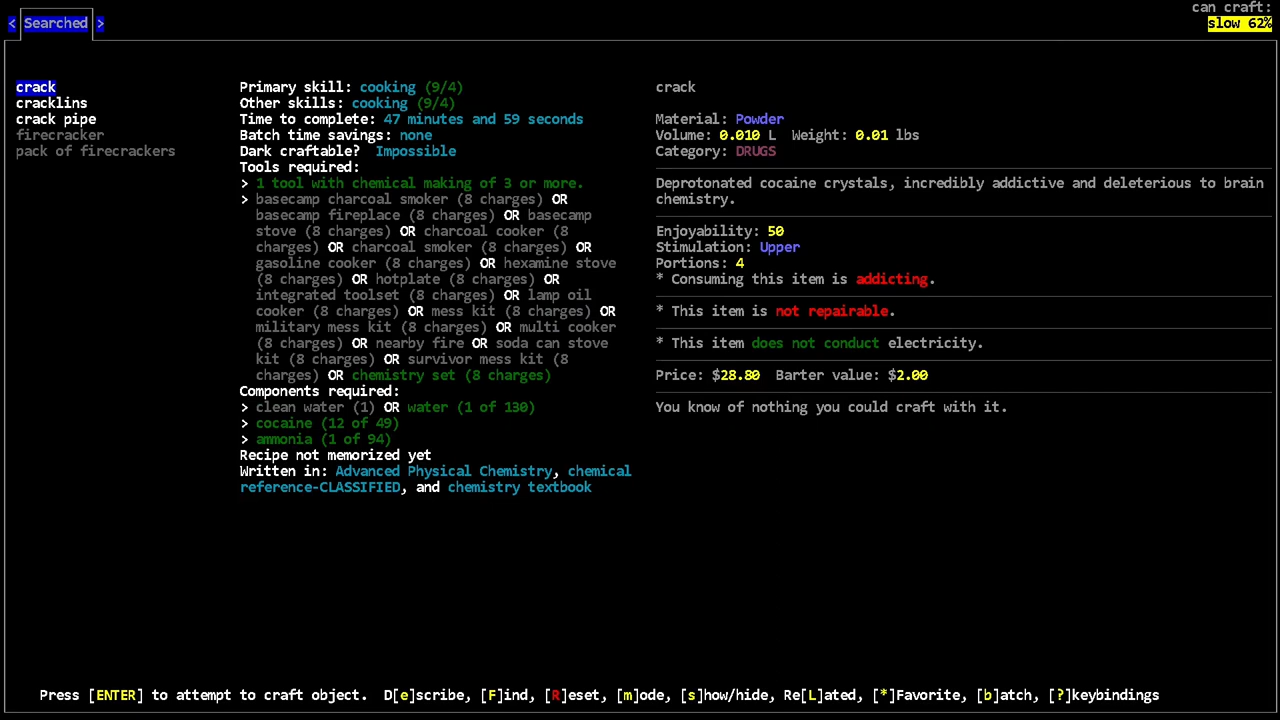 can craft:
< Searched >
slow 62%
crack
cracklins
crack pipe
firecracker
pack of firecrackers
Primary skill: cooking (9/4)
Other skills: cooking (9/4)
Time to complete: 47 minutes and 59 seconds
Batch time savings: none
Dark craftable?  Impossible
Tools required:
> 1 tool with chemical making of 3 or more.
> basecamp charcoal smoker (8 charges) OR
basecamp fireplace (8 charges) OR basecamp
stove (8 charges) OR charcoal cooker (8
charges) OR charcoal smoker (8 charges) OR
gasoline cooker (8 charges) OR hexamine stove
(8 charges) OR hotplate (8 charges) OR
integrated toolset (8 charges) OR lamp oil
cooker (8 charges) OR mess kit (8 charges) OR
military mess kit (8 charges) OR multi cooker
(8 charges) OR nearby fire OR soda can stove
kit (8 charges) OR survivor mess kit (8
charges) OR chemistry set (8 charges)
Components required:
> clean water (1) OR water (1 of 130)
> cocaine (12 of 49)
> ammonia (1 of 94)
Recipe not memorized yet
Written in: Advanced Physical Chemistry, chemical
reference-CLASSIFIED, and chemistry textbook
crack
Material: Powder
Volume: 0.010 L  Weight: 0.01 lbs
Category: DRUGS
Deprotonated cocaine crystals, incredibly addictive and deleterious to brain
chemistry.
Enjoyability: 50
Stimulation: Upper
Portions: 4
* Consuming this item is addicting.
* This item is not repairable.
* This item does not conduct electricity.
Price: $28.80  Barter value: $2.00
You know of nothing you could craft with it.
Press [ENTER] to attempt to craft object.  D[e]scribe, [F]ind, [R]eset, [m]ode, [s]how/hide, Re[L]ated, [*]Favorite, [b]atch, [?]keybindings